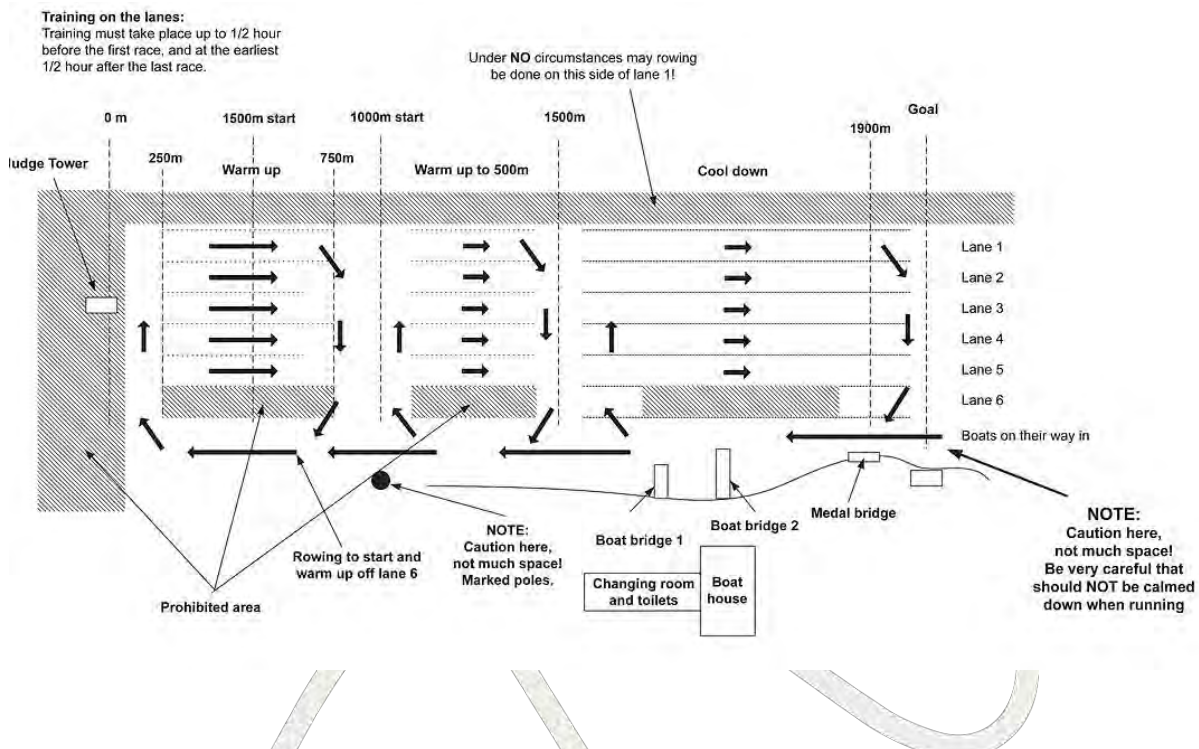 Training on the lanes:
Training must take place up to 1/2 hour
before the first race, and at the earliest
1/2 hour after the last race.
Under NO circumstances may rowing
be done on this side of lane 1!
0 m
1500m start
1000m start
1500m
Goal
1900m
Judge Tower
250m
Warm up
750m
Warm up to 500m
Cool down
Lane 1
Lane 2
Lane 3
Lane 4
Lane 5
Lane 6
Boats on their way in
Prohibited area
Rowing to start and
warm up off lane 6
NOTE:
Caution here,
not much space!
Marked poles.
Boat bridge 1
Boat bridge 2
Medal bridge
Changing room
and toilets
Boat
house
NOTE:
Caution here,
not much space!
Be very careful that
should NOT be calmed
down when running